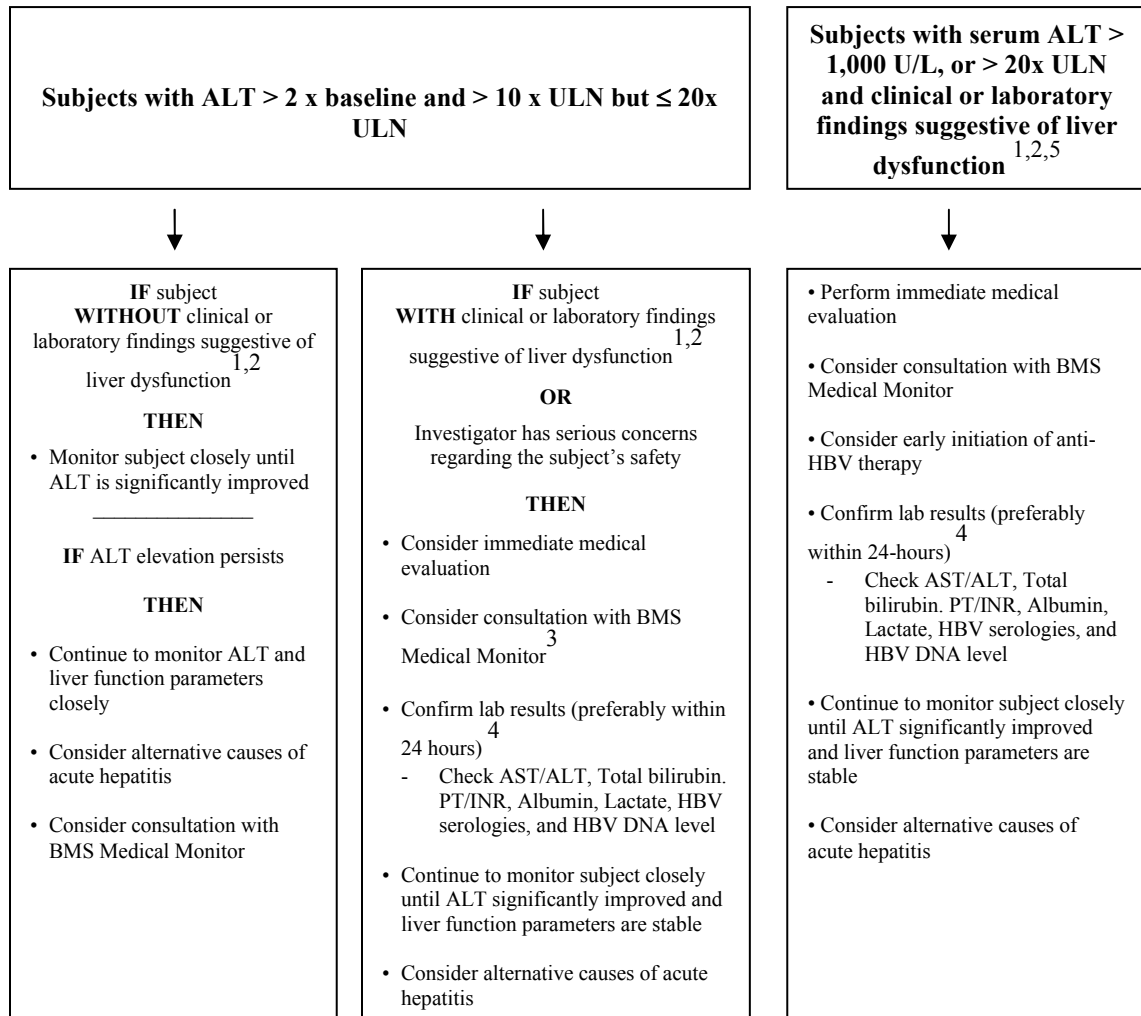 Subjects with ALT > 2 x baseline and > 10 x ULN but ≤ 20x
ULN
Subjects with serum ALT >
1,000 U/L, or > 20x ULN
and clinical or laboratory
findings suggestive of liver
dysfunction 1,2,5
IF subject
WITHOUT clinical or
laboratory findings suggestive of
liver dysfunction1,2
THEN
• Monitor subject closely until
ALT is significantly improved
_______________
IF ALT elevation persists
THEN
• Continue to monitor ALT and
liver function parameters
closely
• Consider alternative causes of
acute hepatitis
• Consider consultation with
BMS Medical Monitor
IF subject
WITH clinical or laboratory findings
suggestive of liver dysfunction1,2
OR
Investigator has serious concerns
regarding the subject's safety
THEN
• Consider immediate medical
evaluation
• Consider consultation with BMS
Medical Monitor3
• Confirm lab results (preferably within
24 hours)4
- Check AST/ALT, Total bilirubin.
PT/INR, Albumin, Lactate, HBV
serologies, and HBV DNA level
• Continue to monitor subject closely
until ALT significantly improved and
liver function parameters are stable
• Consider alternative causes of acute
hepatitis
• Perform immediate medical
evaluation
• Consider consultation with BMS
Medical Monitor
• Consider early initiation of anti-
HBV therapy
• Confirm lab results (preferably
within 24-hours)4
- Check AST/ALT, Total
bilirubin. PT/INR, Albumin,
Lactate, HBV serologies, and
HBV DNA level
• Continue to monitor subject closely
until ALT significantly improved
and liver function parameters are
stable
• Consider alternative causes of
acute hepatitis